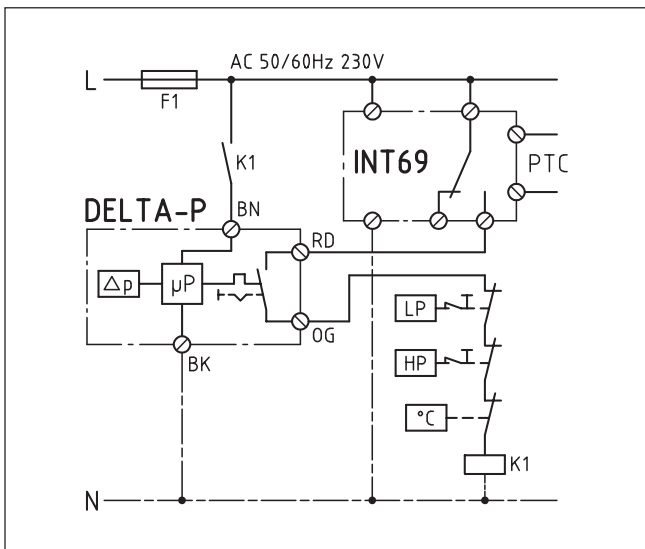 AC 50/60Hz 230V
L
F1
K1
INT69
PTC
DELTA-P
BN
RD
Δp
µP
OG
BK
LP
HP
°C
K1
N